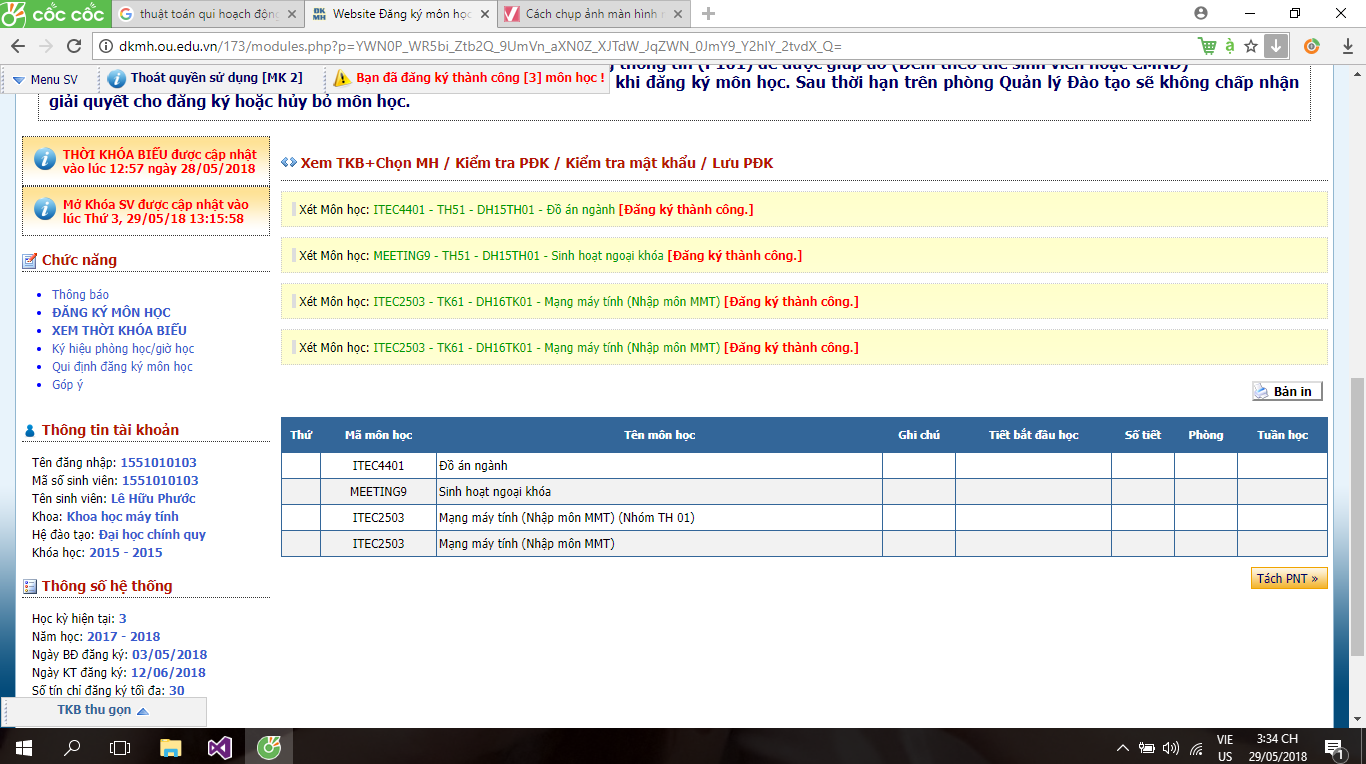 cốc cốc
thuật toán qui hoạch động
Website Đăng ký môn học
Cách chụp ảnh màn hình
dkmh.ou.edu.vn/173/modules.php?p=YWN0P_WR5bi_Ztb2Q_9UmVn_aXN0Z_XJTdW_JqZWN_0JmY9_Y2hlY_2tvdX_Q=
Menu SV
Thoát quyền sử dụng [MK 2]
Bạn đã đăng ký thành công [3] môn học !
khi đăng ký môn học. Sau thời hạn trên phòng Quản lý Đào tạo sẽ không chấp nhận
giải quyết cho đăng ký hoặc hủy bỏ môn học.
THỜI KHÓA BIỂU được cập nhật
vào lúc 12:57 ngày 28/05/2018
Mở Khóa SV được cập nhật vào
lúc Thứ 3, 29/05/18 13:15:58
Chức năng
Thông báo
ĐĂNG KÝ MÔN HỌC
XEM THỜI KHÓA BIỂU
Ký hiệu phòng học/giờ học
Qui định đăng ký môn học
Góp ý
Thông tin tài khoản
Tên đăng nhập: 1551010103
Mã số sinh viên: 1551010103
Tên sinh viên: Lê Hữu Phước
Khoa: Khoa học máy tính
Hệ đào tạo: Đại học chính quy
Khóa học: 2015 - 2015
Thông số hệ thống
Học kỳ hiện tại: 3
Năm học: 2017 - 2018
Ngày BĐ đăng ký: 03/05/2018
Ngày KT đăng ký: 12/06/2018
Số tín chỉ đăng ký tối đa: 30
TKB thu gọn
Xem TKB+Chọn MH / Kiểm tra PĐK / Kiểm tra mật khẩu / Lưu PĐK
Xét Môn học: ITEC4401 - TH51 - DH15TH01 - Đồ án ngành [Đăng ký thành công.]
Xét Môn học: MEETING9 - TH51 - DH15TH01 - Sinh hoạt ngoại khóa [Đăng ký thành công.]
Xét Môn học: ITEC2503 - TK61 - DH16TK01 - Mạng máy tính (Nhập môn MMT) [Đăng ký thành công.]
Xét Môn học: ITEC2503 - TK61 - DH16TK01 - Mạng máy tính (Nhập môn MMT) [Đăng ký thành công.]
Bản in
Thứ Mã môn học Tên môn học Ghi chú Tiết bắt đầu học Số tiết Phòng Tuần học
ITEC4401 Đồ án ngành
MEETING9 Sinh hoạt ngoại khóa
ITEC2503 Mạng máy tính (Nhập môn MMT) (Nhóm TH 01)
ITEC2503 Mạng máy tính (Nhập môn MMT)
Tách PNT »
VIE
US
3:34 CH
29/05/2018
1